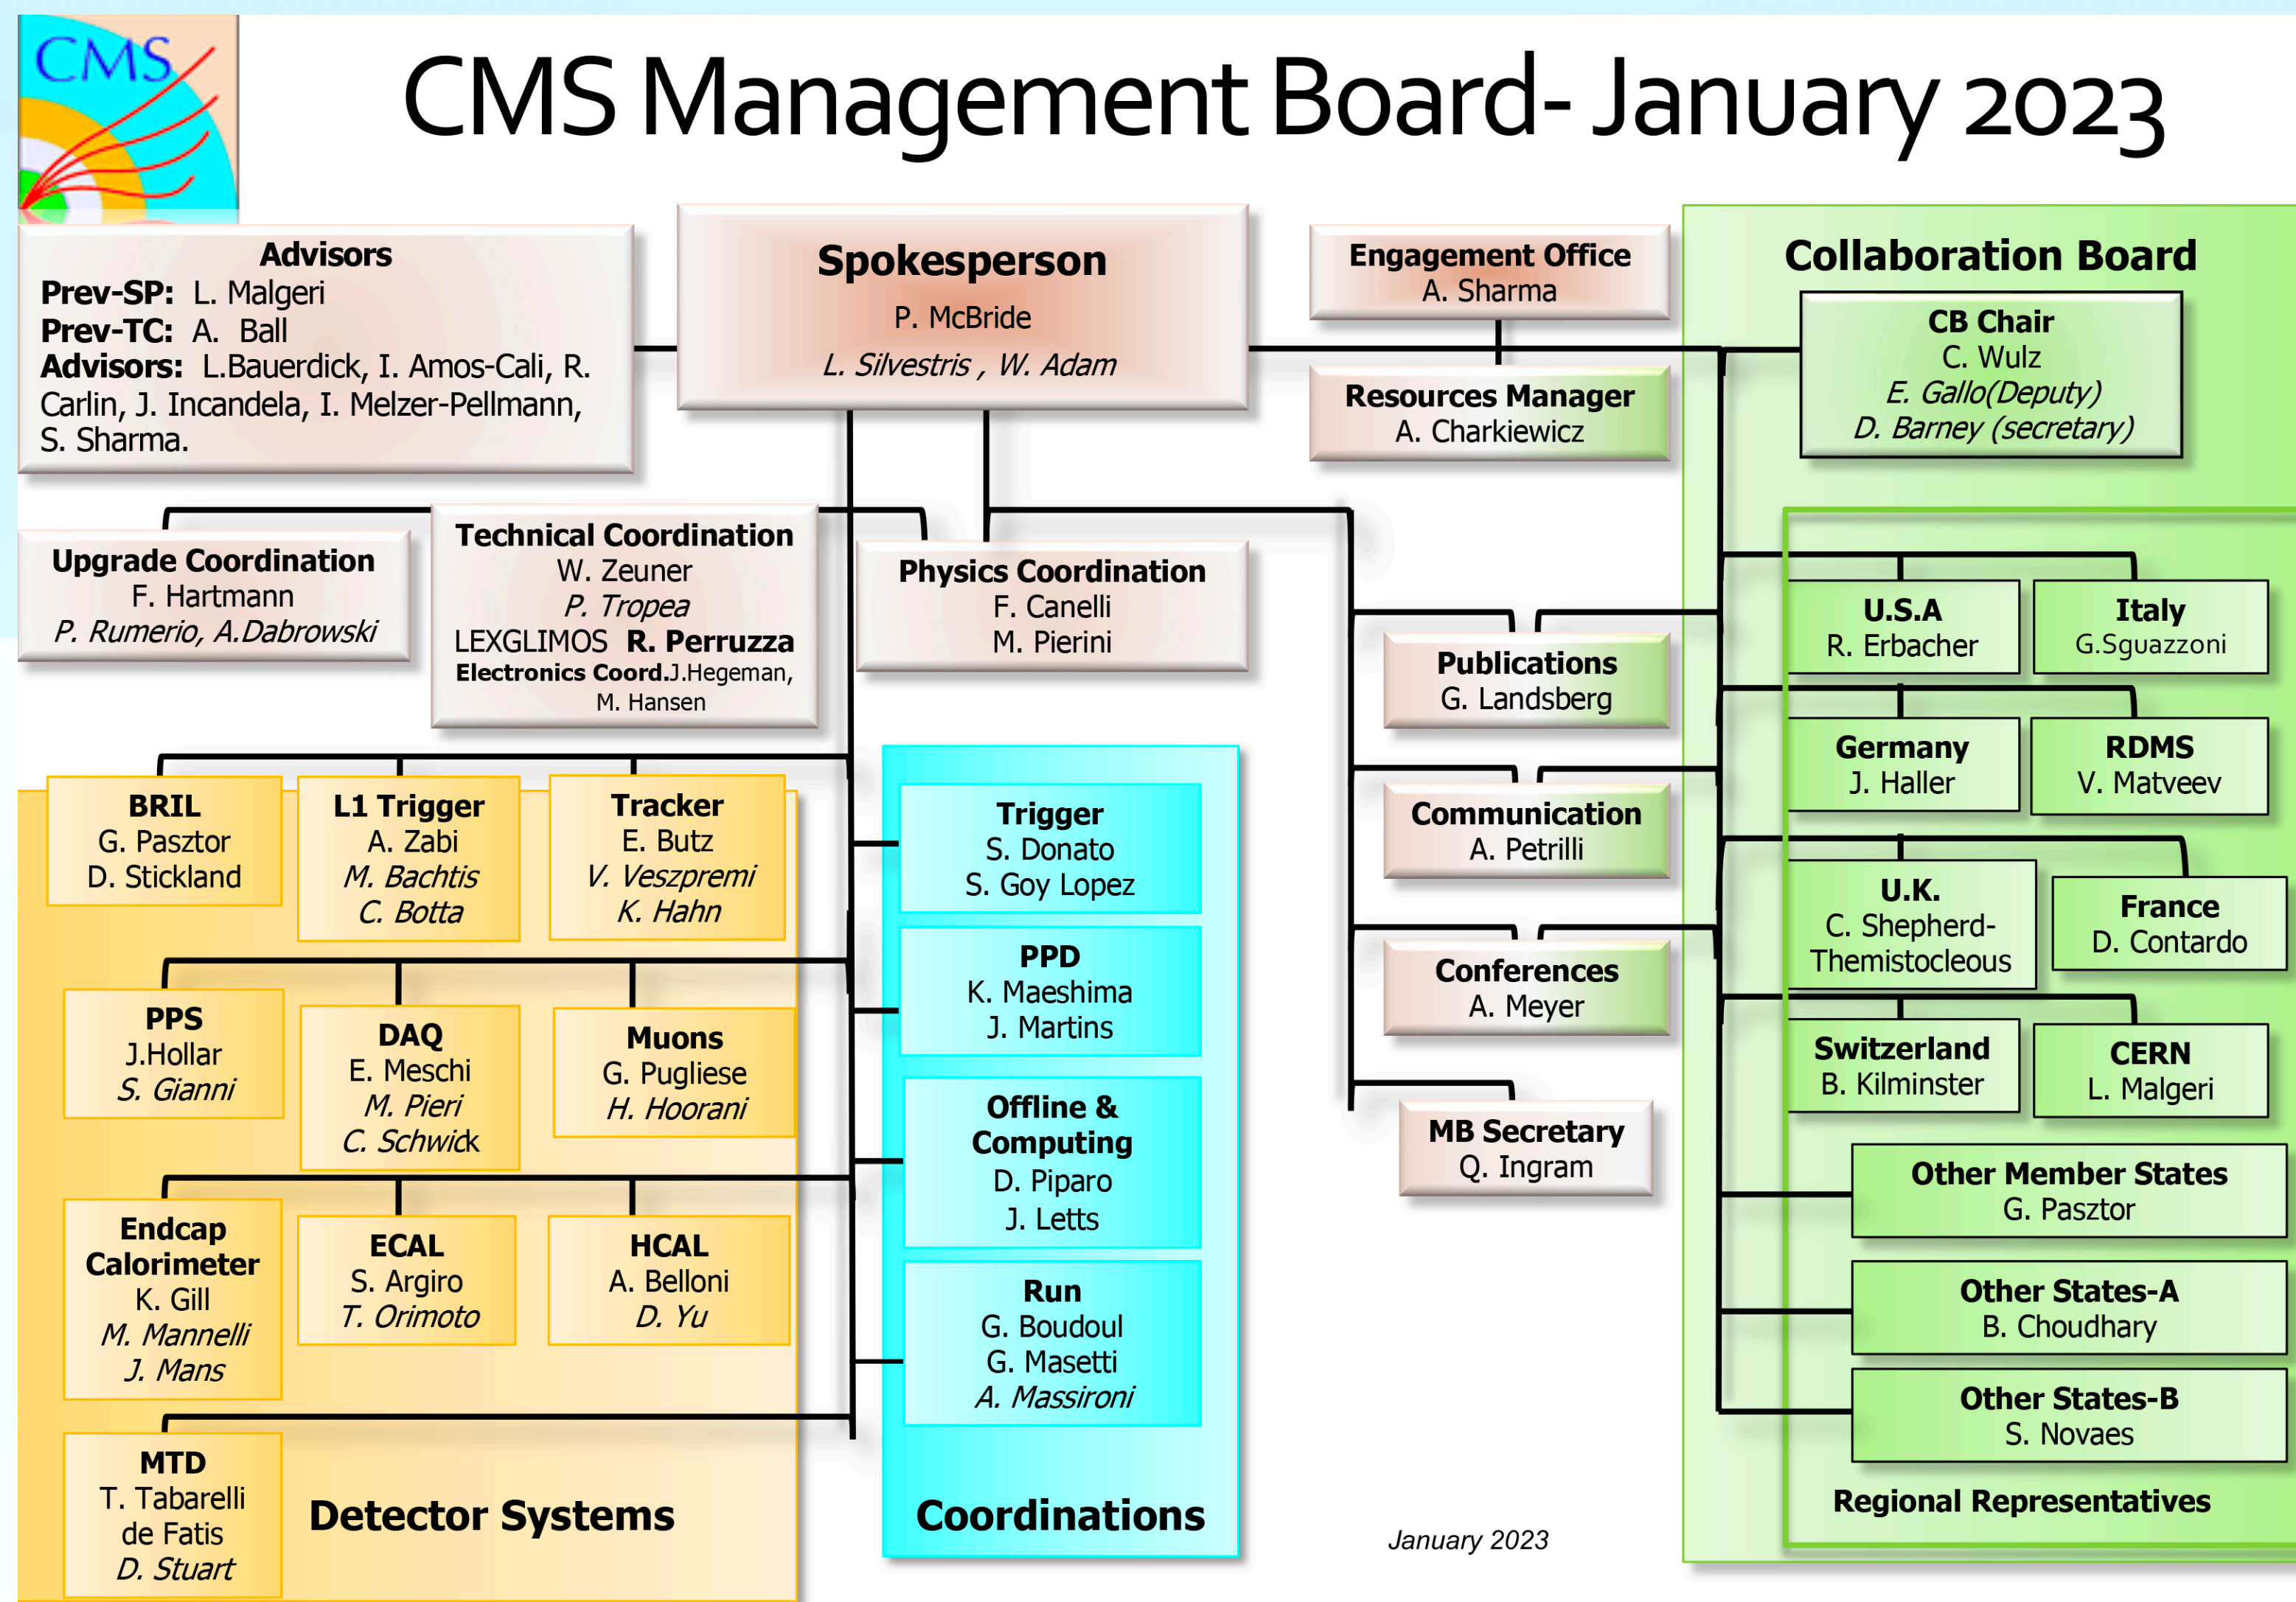 CMS
CMS Management Board- January 2023
Advisors
Prev-SP: L. Malgeri
Prev-TC: A. Ball
Advisors: L.Bauerdick, I. Amos-Cali, R.
Carlin, J. Incandela, I. Melzer-Pellmann,
S. Sharma.
Spokesperson
P. McBride
L. Silvestris , W. Adam
Engagement Office
A. Sharma
Resources Manager
A. Charkiewicz
Collaboration Board
CB Chair
C. Wulz
E. Gallo(Deputy)
D. Barney (secretary)
Upgrade Coordination
F. Hartmann
P. Rumerio, A.Dabrowski
Technical Coordination
W. Zeuner
P. Tropea
LEXGLIMOS R. Perruzza
Electronics Coord.J.Hegeman,
M. Hansen
Physics Coordination
F. Canelli
M. Pierini
Publications
G. Landsberg
Communication
A. Petrilli
Conferences
A. Meyer
MB Secretary
Q. Ingram
U.S.A
R. Erbacher
Italy
G.Sguazzoni
Germany
J. Haller
RDMS
V. Matveev
U.K.
C. Shepherd-
Themistocleous
France
D. Contardo
Switzerland
B. Kilminster
CERN
L. Malgeri
Other Member States
G. Pasztor
Other States-A
B. Choudhary
Other States-B
S. Novaes
Regional Representatives
BRIL
G. Pasztor
D. Stickland
L1 Trigger
A. Zabi
M. Bachtis
C. Botta
Tracker
E. Butz
V. Veszpremi
K. Hahn
PPS
J.Hollar
S. Gianni
DAQ
E. Meschi
M. Pieri
C. Schwick
Muons
G. Pugliese
H. Hoorani
Endcap
Calorimeter
K. Gill
M. Mannelli
J. Mans
ECAL
S. Argiro
T. Orimoto
HCAL
A. Belloni
D. Yu
MTD
T. Tabarelli
de Fatis
D. Stuart
Detector Systems
Trigger
S. Donato
S. Goy Lopez
PPD
K. Maeshima
J. Martins
Offline &
Computing
D. Piparo
J. Letts
Run
G. Boudoul
G. Masetti
A. Massironi
Coordinations
January 2023